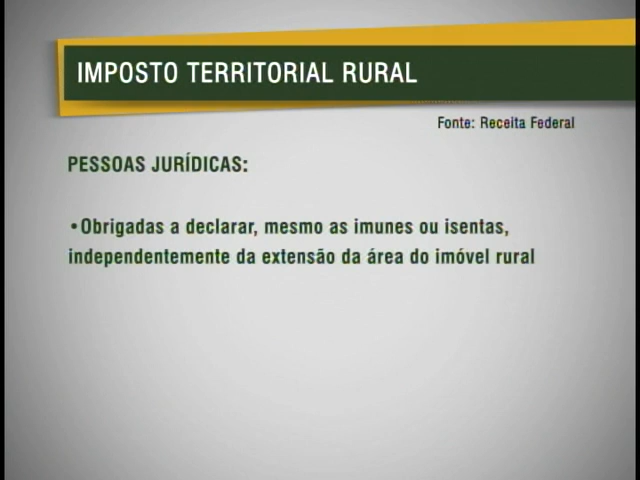 IMPOSTO TERRITORIAL RURAL
Fonte: Receita Federal
PESSOAS JURÍDICAS:
•Obrigadas a declarar, mesmo as imunes ou isentas,
independentemente da extensão da área do imóvel rural